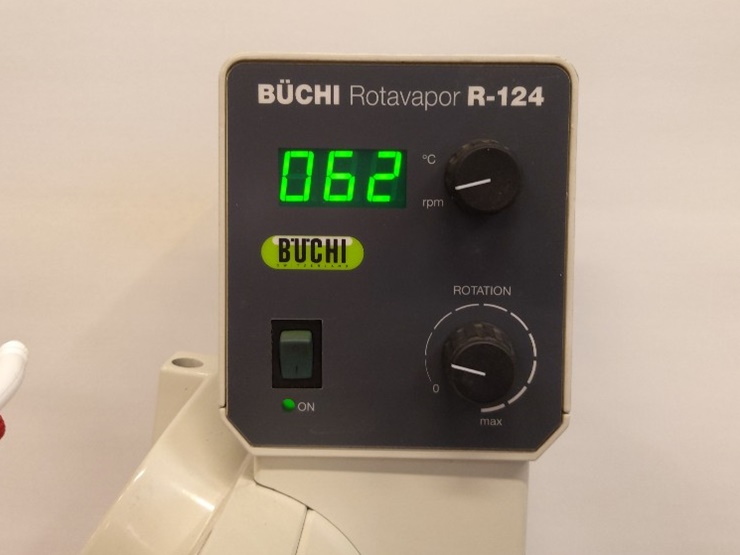 BÜCHI Rotavapor R-124
062
°C
rpm
BÜCHI
ROTATION
0
max
ON